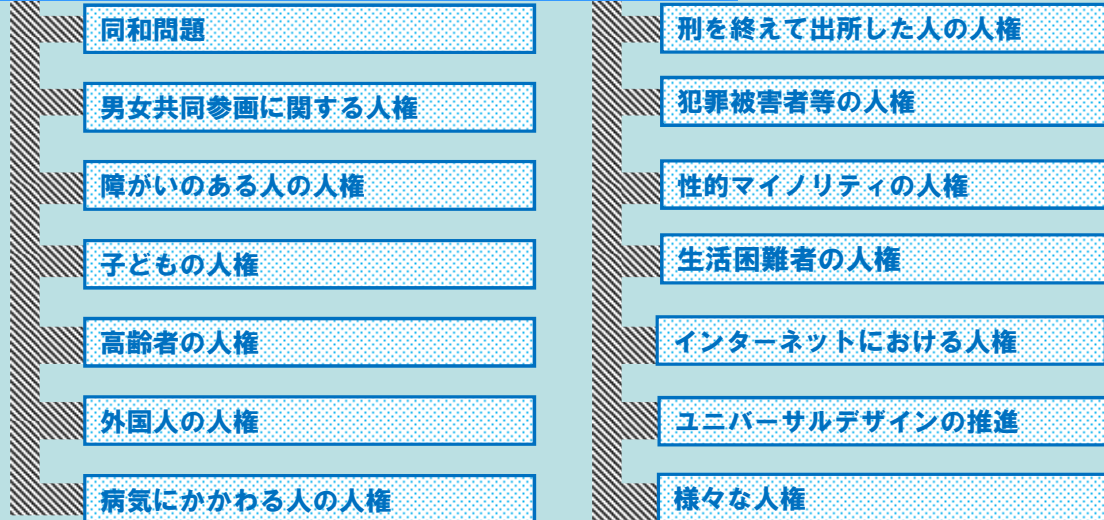 同和問題
男女共同参画に関する人権
障がいのある人の人権
子どもの人権
高齢者の人権
外国人の人権
病気にかかわる人の人権
刑を終えて出所した人の人権
犯罪被害者等の人権
性的マイノリティの人権
生活困難者の人権
インターネットにおける人権
ユニバーサルデザインの推進
様々な人権